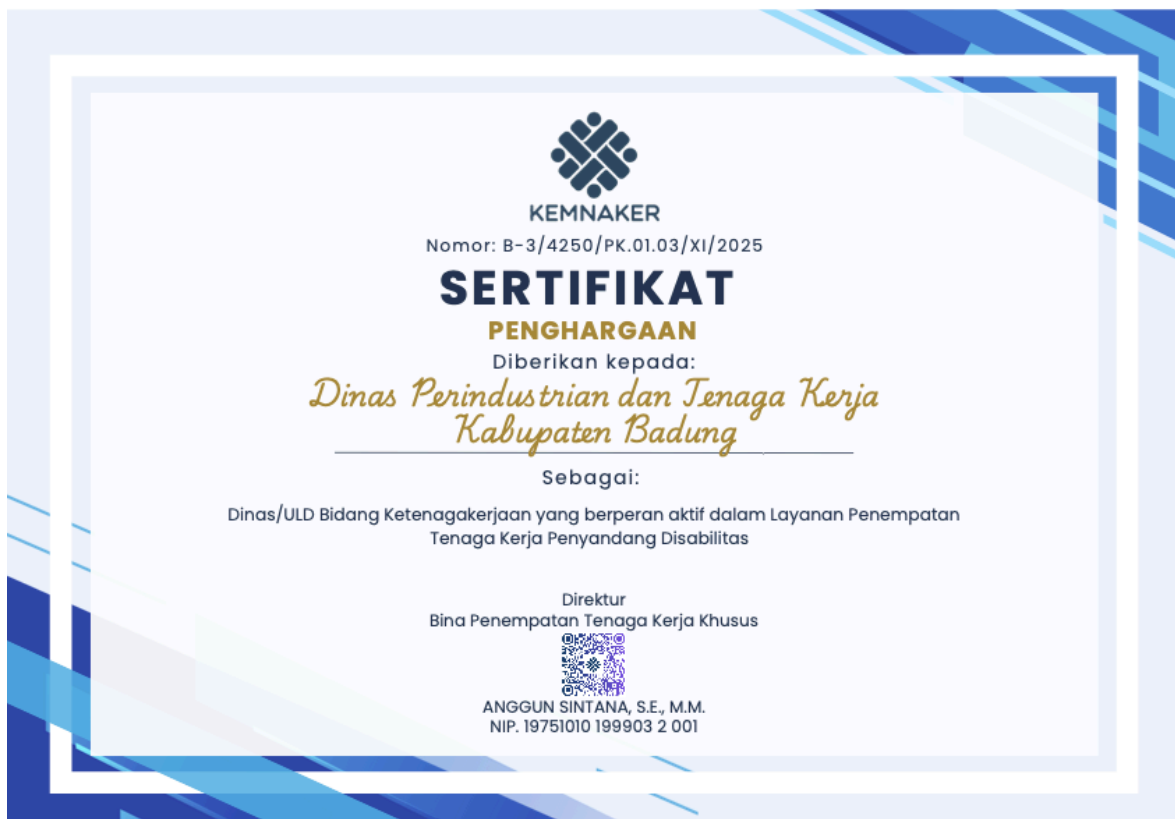 KEMNAKER
Nomor: B-3/4250/PK.01.03/XI/2025
SERTIFIKAT
PENGHARGAAN
Diberikan kepada:
Dinas Perindustrian dan Tenaga Kerja
Kabupaten Badung
Sebagai:
Dinas/ULD Bidang Ketenagakerjaan yang berperan aktif dalam Layanan Penempatan
Tenaga Kerja Penyandang Disabilitas
Direktur
Bina Penempatan Tenaga Kerja Khusus
ANGGUN SINTANA, S.E., M.M.
NIP. 19751010 199903 2 001